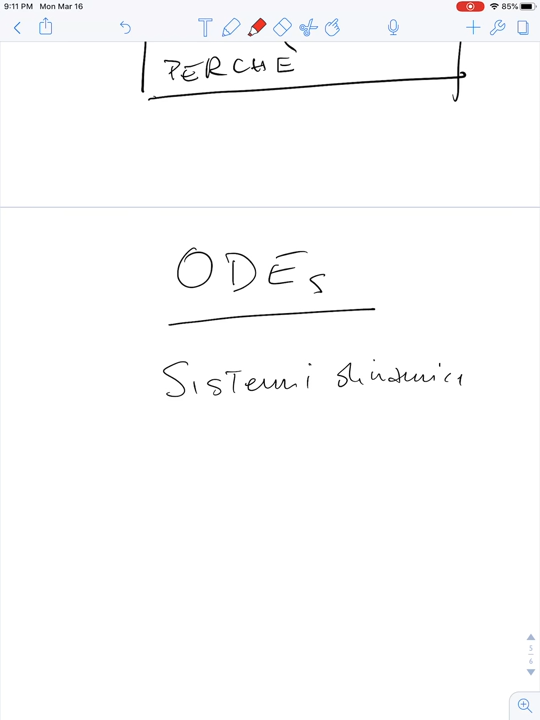 9:11 PM Mon Mar 16 85%
T
PERCHÈ
ODEs
Sistemi dinamici
5
6